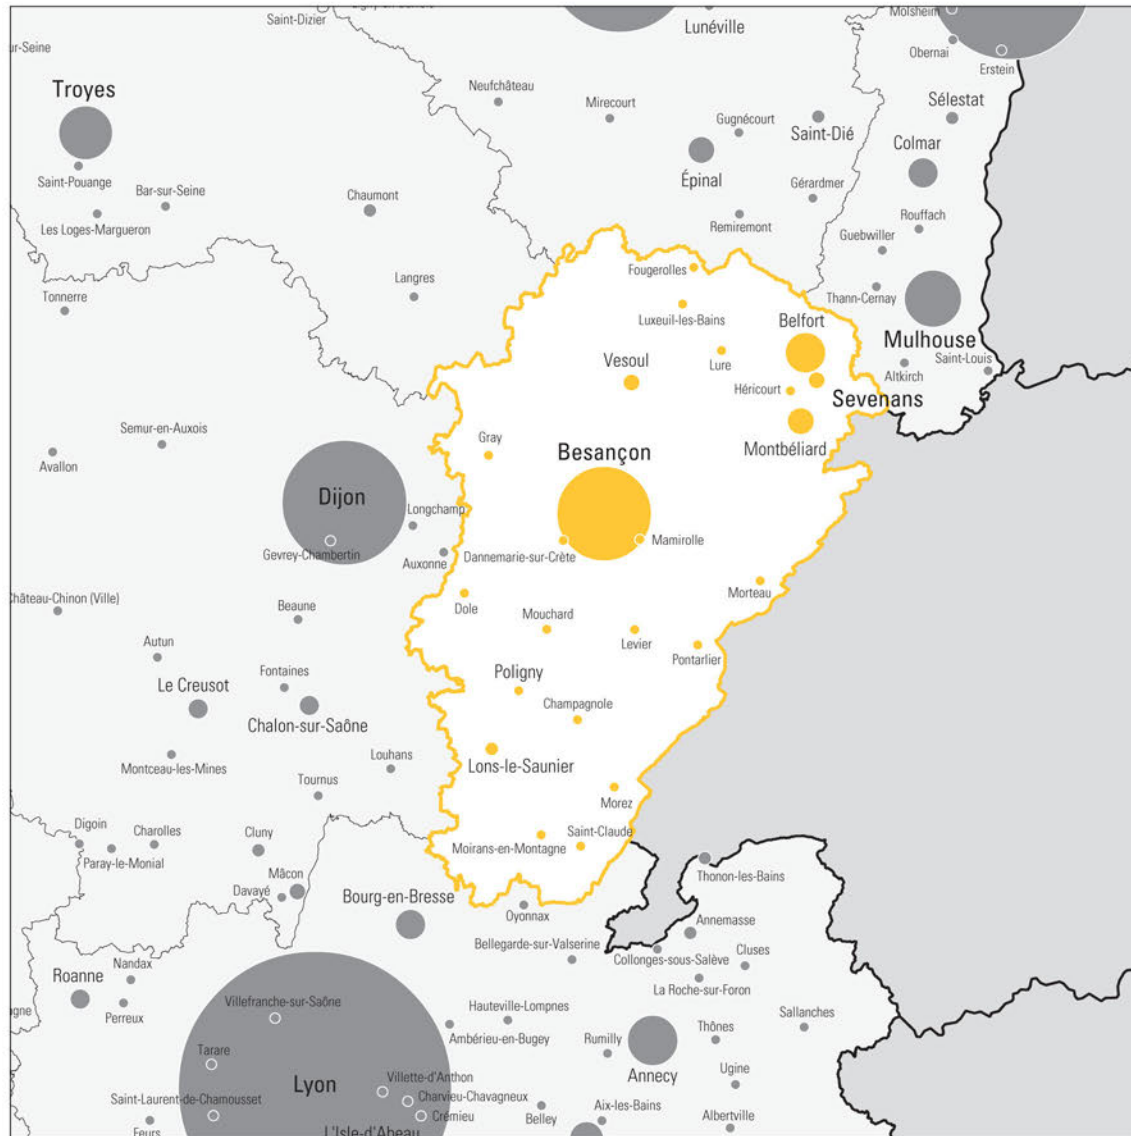 Saint-Dizier
Lunéville
Molsheim
Obernai
Erstein
ur-Seine
Troyes
Neufchâteau
Mirecourt
Gugnécourt
Saint-Dié
Sélestat
Colmar
Saint-Pouange
Bar-sur-Seine
Les Loges-Margueron
Chaumont
Épinal
Gérardmer
Remiremont
Rouffach
Guebwiller
Tonnerre
Langres
Fougerolles
Luxeuil-les-Bains
Belfort
Thann-Cernay
Mulhouse
Saint-Louis
Altkirch
Vesoul
Lure
Héricourt
Sevenans
Montbéliard
Semur-en-Auxois
Avallon
Gray
Besançon
Dijon
Longchamp
Gevrey-Chambertin
Auxonne
Dannemarie-sur-Crète
Mamirolle
Château-Chinon (Ville)
Beaune
Dole
Mouchard
Morteau
Autun
Levier
Pontarlier
Fontaines
Le Creusot
Chalon-sur-Saône
Poligny
Champagnole
Montceau-les-Mines
Louhans
Lons-le-Saunier
Tournus
Morez
Digoin
Charolles
Cluny
Paray-le-Monial
Saint-Claude
Moirans-en-Montagne
Mâcon
Davayé
Bourg-en-Bresse
Oyonnax
Thonon-les-Bains
Annemasse
Bellegarde-sur-Valserine
Collonges-sous-Salève
Cluses
Roanne
Nandax
La Roche-sur-Foron
gne
Perreux
Villefranche-sur-Saône
Hauteville-Lompnes
Sallanches
Ambérieu-en-Bugey
Rumilly
Thônes
Tarare
Annecy
Ugine
Lyon
Villette-d'Anthon
Saint-Laurent-de-Chamousset
Charvieu-Chavagneux
Crémieu
Belley
Aix-les-Bains
Albertville
Feurs
L'Isle-d'Abeau